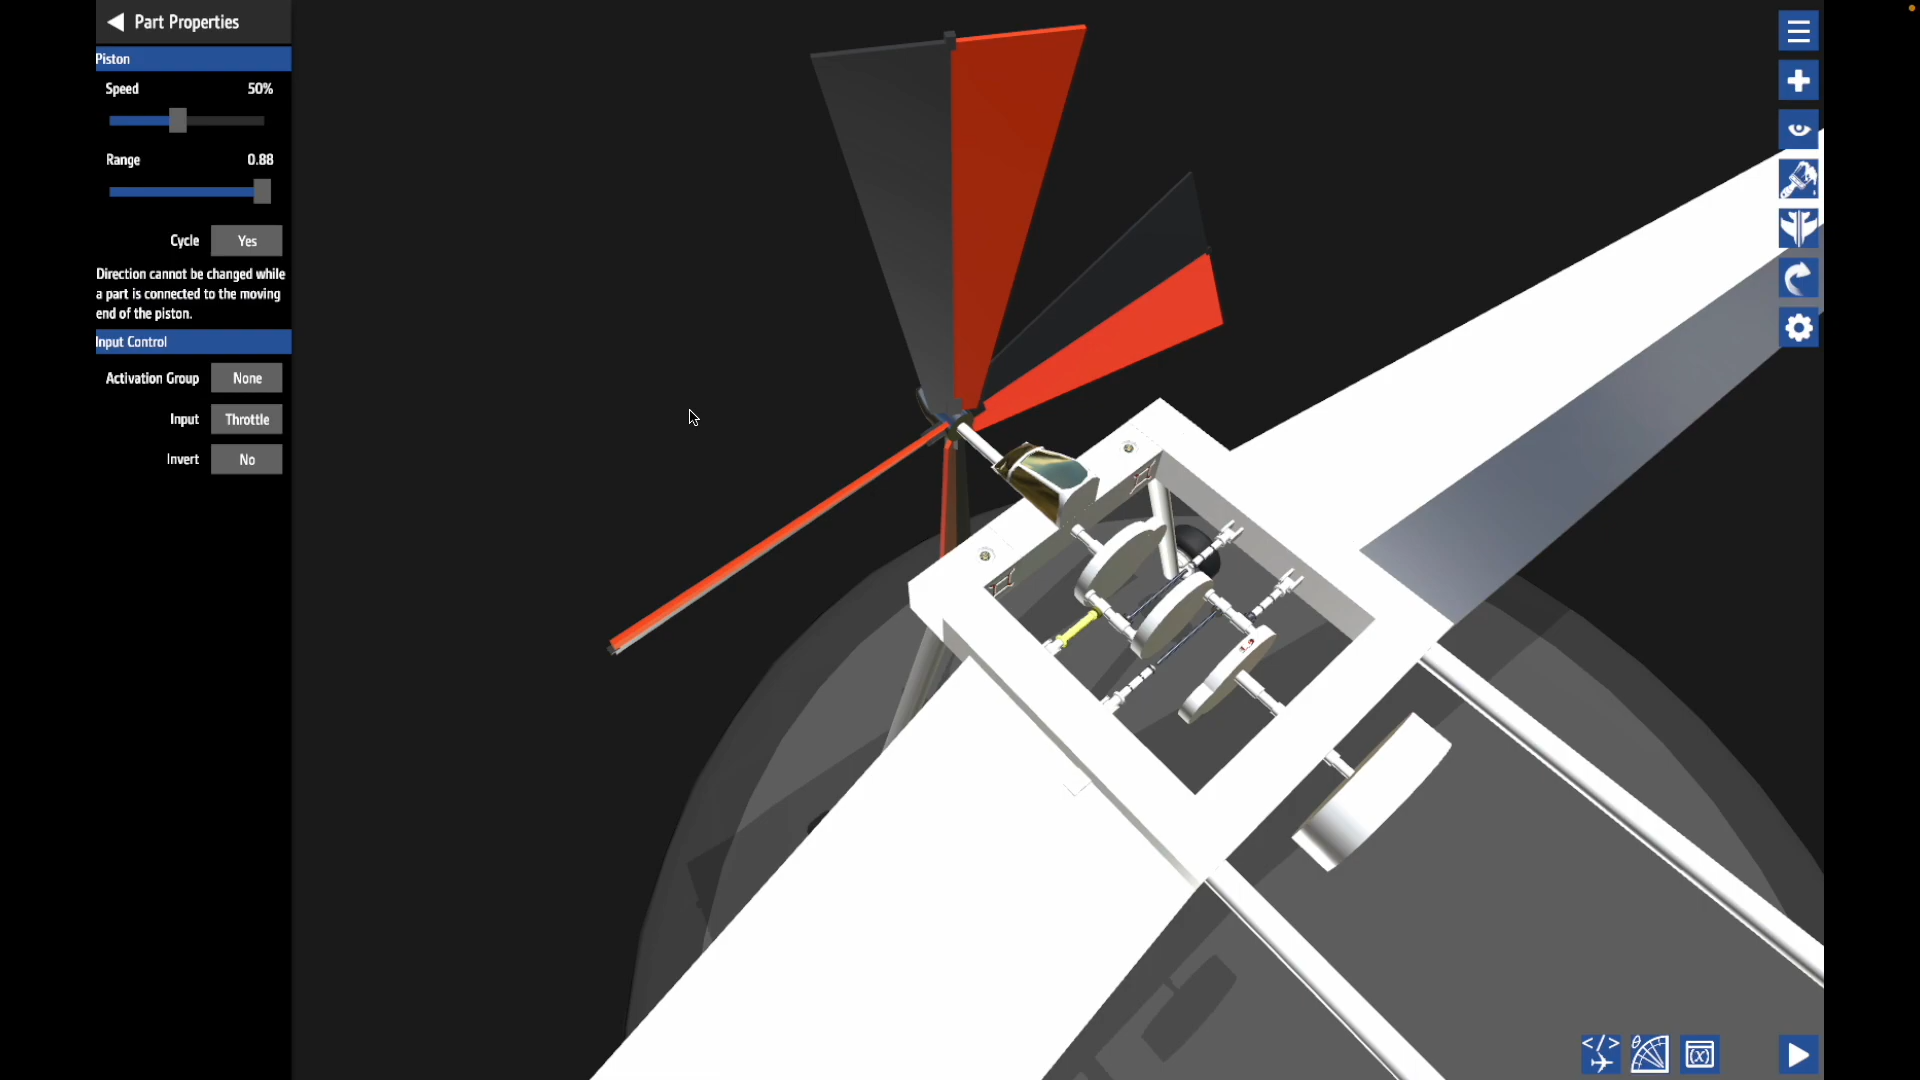 Part Properties
Piston
Speed 50%
Range 0.88
Cycle Yes
Direction cannot be changed while
a part is connected to the moving
end of the piston.
Input Control
Activation Group None
Input Throttle
Invert No
</> θ (x)